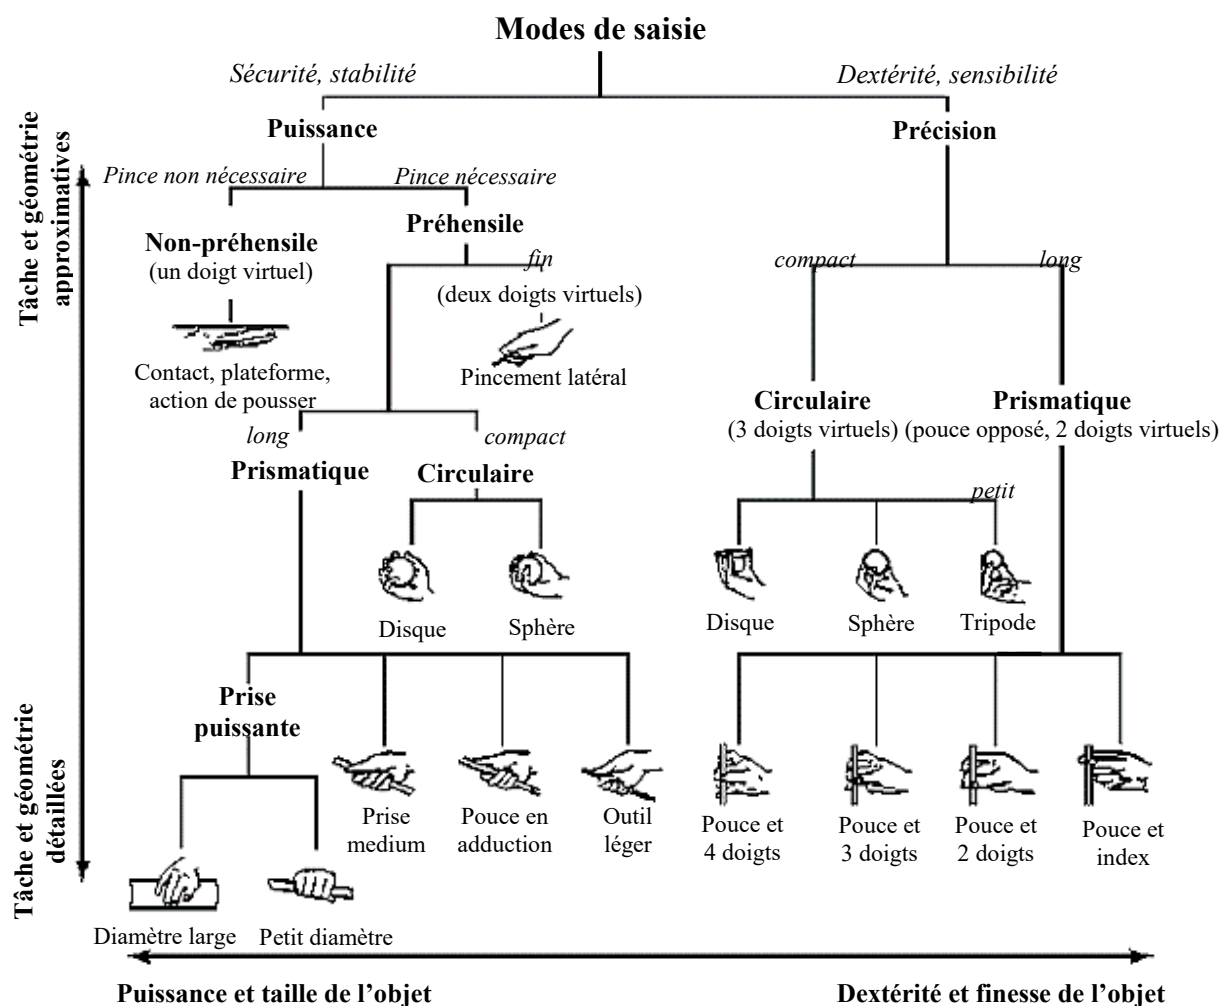 Modes de saisie
Sécurité, stabilité
Dextérité, sensibilité
Puissance
Précision
Pince non nécessaire
Pince nécessaire
Préhensile
Non-préhensile
(un doigt virtuel)
fin
(deux doigts virtuels)
compact
long
Contact, plateforme,
action de pousser
Pincement latéral
Circulaire
(3 doigts virtuels)
Prismatique
(pouce opposé, 2 doigts virtuels)
long
compact
Prismatique
Circulaire
petit
Disque
Sphère
Disque
Sphère
Tripode
Prise
puissante
Prise
medium
Pouce en
adduction
Outil
léger
Pouce et
4 doigts
Pouce et
3 doigts
Pouce et
2 doigts
Pouce et
index
Diamètre large
Petit diamètre
Tâche et géométrie
approximatives
Tâche et géométrie
détaillées
Puissance et taille de l’objet
Dextérité et finesse de l’objet